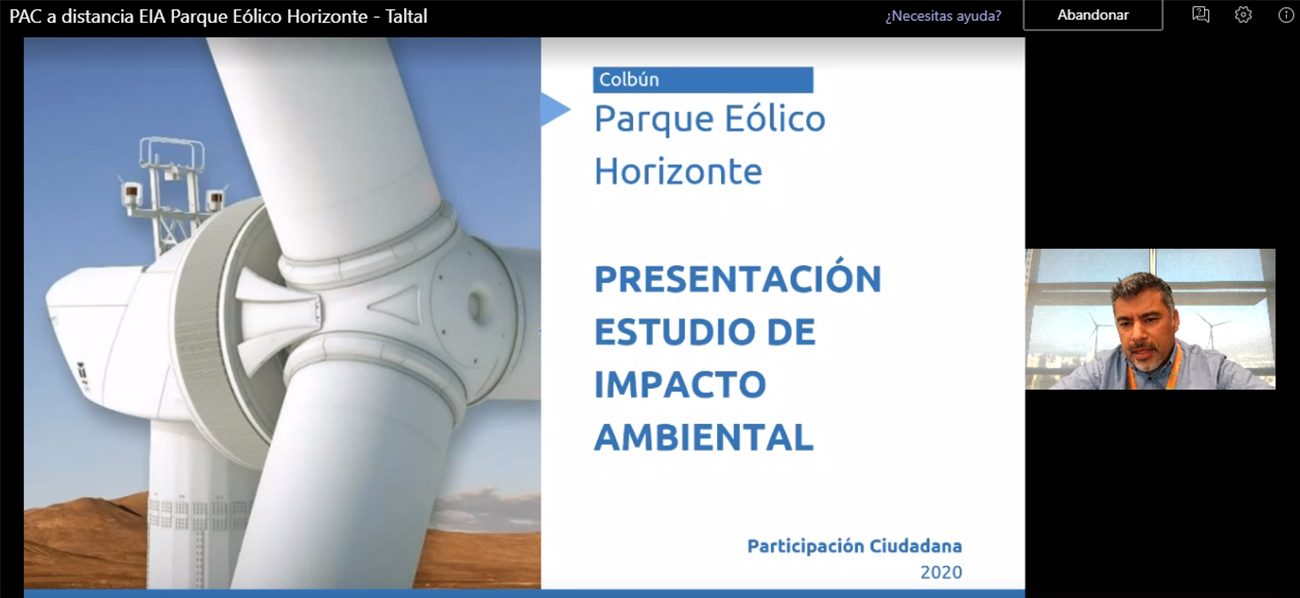 PAC a distancia EIA Parque Eólico Horizonte - Taltal
¿Necesitas ayuda?
Abandonar
Colbún
Parque Eólico
Horizonte
PRESENTACIÓN
ESTUDIO DE
IMPACTO
AMBIENTAL
Participación Ciudadana
2020